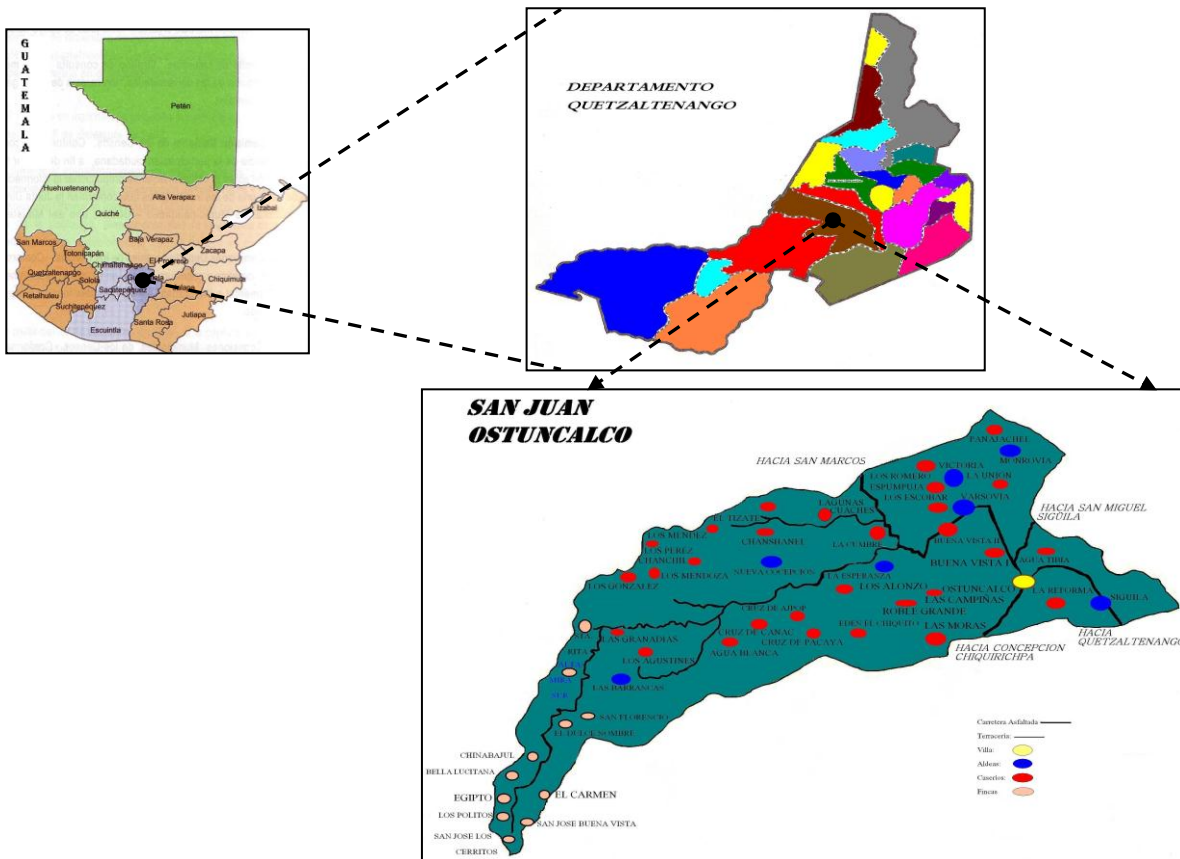 GUATEMALA
Petén
Huehuetenango
Quiché
Alta Verapaz
Izabal
San Marcos
Totonicapán
Baja Verapaz
Zacapa
El Progreso
Chimaltenango
Quetzaltenango
Sololá
Chiquimula
Sacatepéquez
Retalhuleu
Suchitepéquez
Escuintla
Santa Rosa
Jutiapa
DEPARTAMENTO
QUETZALTENANGO
SAN JUAN
OSTUNCALCO
PANAJACHEL
MONROVIA
HACIA SAN MARCOS
VICTORIA
LOS ROMERO
LA UNION
ESPUMPUJA
LOS ESCOBAR
VARSOVIA
HACIA SAN MIGUEL
SIGÜILA
LAGUNAS
CUACHES
EL TIZATE
LOS MENDEZ
CHANSHANEL
LA CUMBRE
BUENA VISTA II
LOS PEREZ
BUENA VISTA I
AGUA TIBIA
NUEVA COCEPCION
LOS MENDOZA
LOS GONZALEZ
LA ESPERANZA
LOS ALONZO
OSTUNCALCO
LAS CAMPIÑAS
LA REFORMA
SIGUILA
ROBLE GRANDE
CRUZ DE AJPOP
EDEN EL CHIQUITO
LAS MORAS
CRUZ DE CANAC
CRUZ DE PACAYA
AGUA BLANCA
HACIA
QUETZALTENANGO
HACIA CONCEPCION
CHIQUIRICHPA
STA.
RITA
LAS GRANADIAS
LOS AGUSTINES
MIRA
SUR
LAS BARRANCAS
SAN FLORENCIO
EL DULCE NOMBRE
CHINABAJUL
BELLA LUCITANA
EGIPTO
EL CARMEN
LOS POLITOS
SAN JOSE BUENA VISTA
SAN JOSE LOS
CERRITOS
Carretera Asfaltada
Terracería:
Villa:
Aldeas:
Caseríos:
Fincas